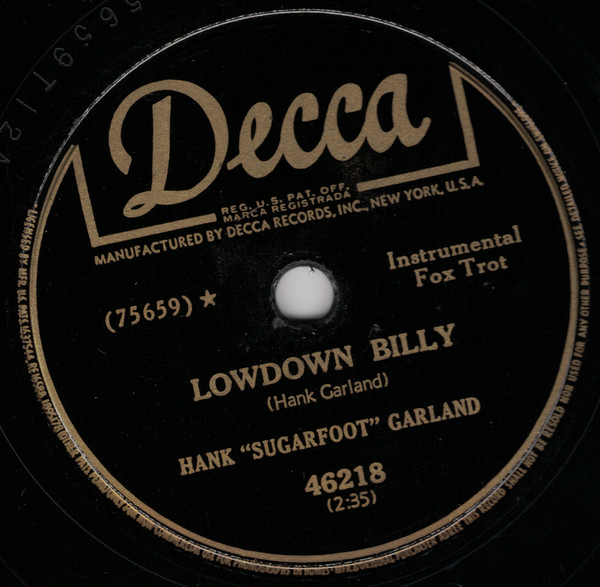 Decca
REG. U.S. PAT. OFF.
MARCA REGISTRADA
MANUFACTURED BY DECCA RECORDS, INC., NEW YORK, U.S.A.
Instrumental
Fox Trot
(75659) ★
LOWDOWN BILLY
(Hank Garland)
HANK "SUGARFOOT" GARLAND
46218
(2:35)